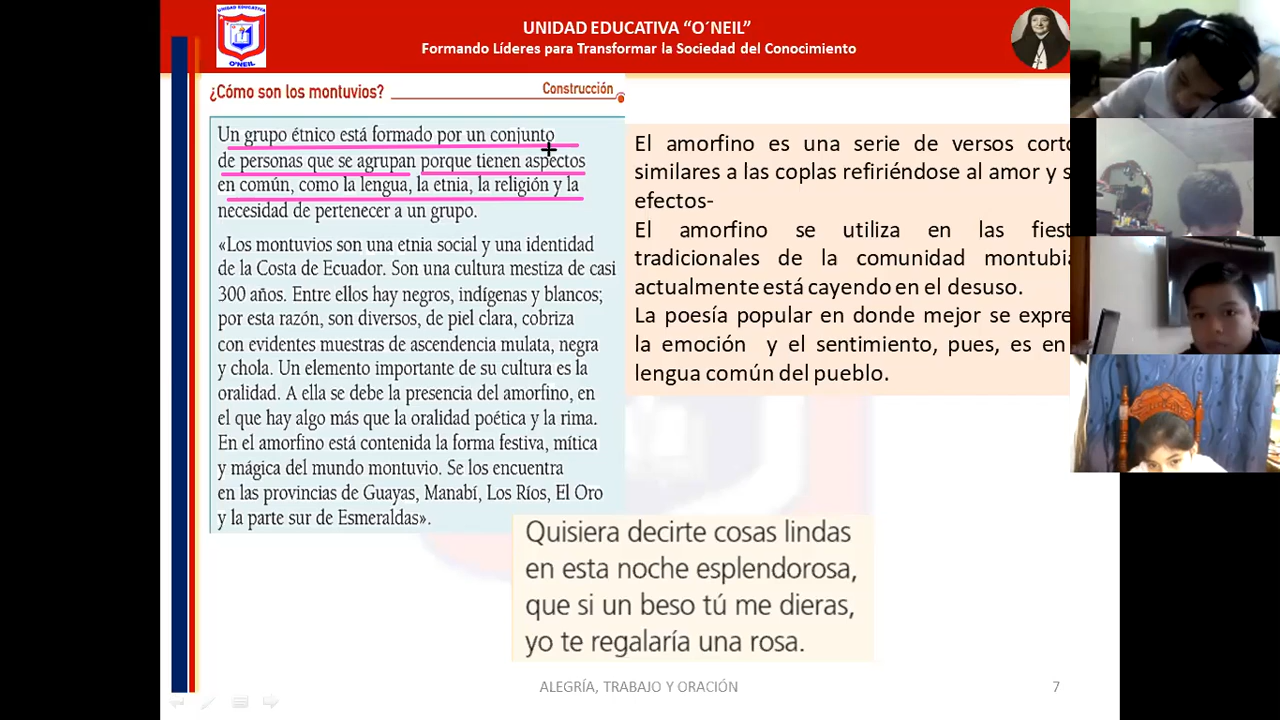 UNIDAD EDUCATIVA
O´NEIL
UNIDAD EDUCATIVA “O´NEIL”
Formando Líderes para Transformar la Sociedad del Conocimiento
¿Cómo son los montuvios?
Construcción
Un grupo étnico está formado por un conjunto
de personas que se agrupan porque tienen aspectos
en común, como la lengua, la etnia, la religión y la
necesidad de pertenecer a un grupo.
«Los montuvios son una etnia social y una identidad
de la Costa de Ecuador. Son una cultura mestiza de casi
300 años. Entre ellos hay negros, indígenas y blancos;
por esta razón, son diversos, de piel clara, cobriza
con evidentes muestras de ascendencia mulata, negra
y chola. Un elemento importante de su cultura es la
oralidad. A ella se debe la presencia del amorfino, en
el que hay algo más que la oralidad poética y la rima.
En el amorfino está contenida la forma festiva, mítica
y mágica del mundo montuvio. Se los encuentra
en las provincias de Guayas, Manabí, Los Ríos, El Oro
y la parte sur de Esmeraldas».
El amorfino es una serie de versos corto
similares a las coplas refiriéndose al amor y s
efectos-
El amorfino se utiliza en las fiest
tradicionales de la comunidad montubia
actualmente está cayendo en el desuso.
La poesía popular en donde mejor se expre
la emoción y el sentimiento, pues, es en
lengua común del pueblo.
Quisiera decirte cosas lindas
en esta noche esplendorosa,
que si un beso tú me dieras,
yo te regalaría una rosa.
ALEGRÍA, TRABAJO Y ORACIÓN
7